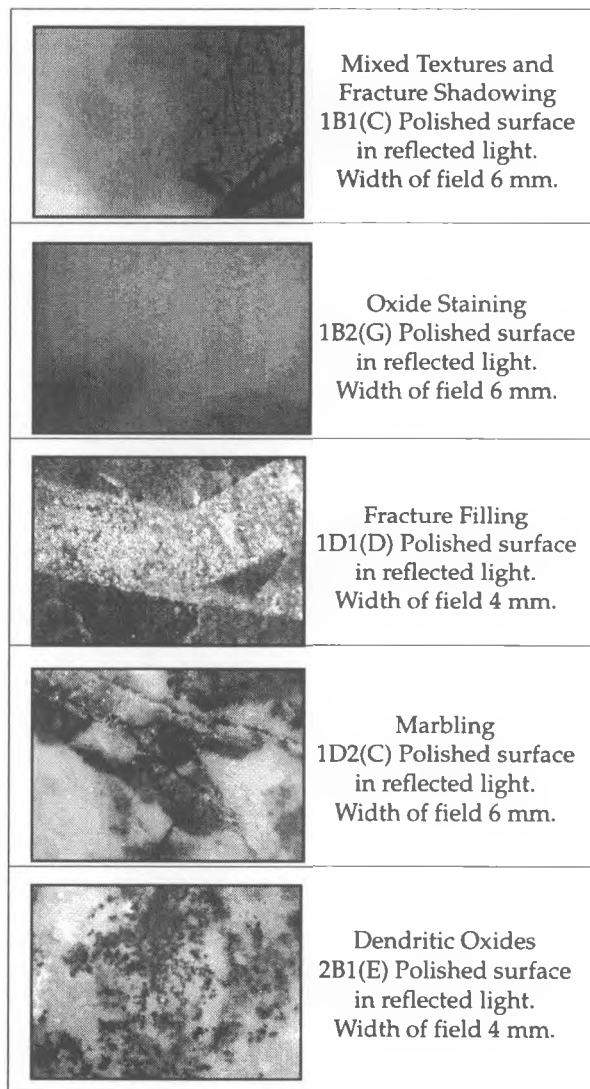 Mixed Textures and
Fracture Shadowing
1B1(C) Polished surface
in reflected light.
Width of field 6 mm.
Oxide Staining
1B2(G) Polished surface
in reflected light.
Width of field 6 mm.
Fracture Filling
1D1(D) Polished surface
in reflected light.
Width of field 4 mm.
Marbling
1D2(C) Polished surface
in reflected light.
Width of field 6 mm.
Dendritic Oxides
2B1(E) Polished surface
in reflected light.
Width of field 4 mm.